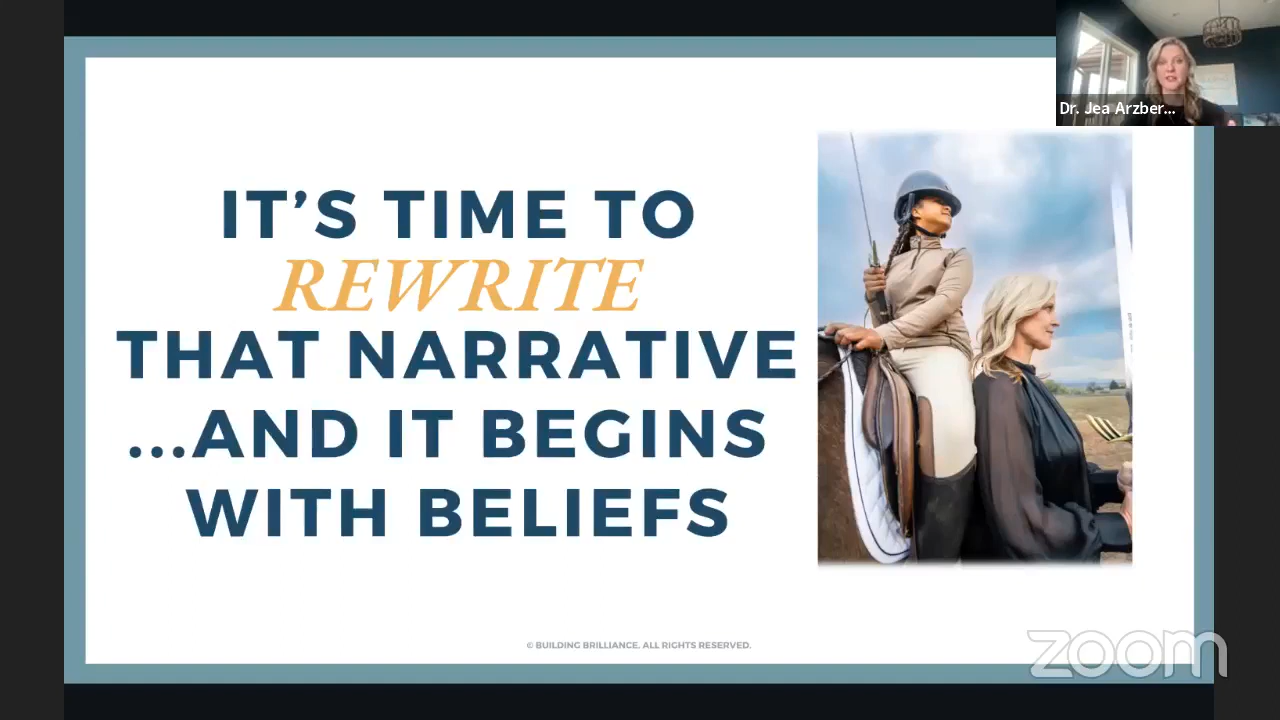 Dr. Jea Arzber...
IT’S TIME TO
REWRITE
THAT NARRATIVE
...AND IT BEGINS
WITH BELIEFS
© BUILDING BRILLIANCE. ALL RIGHTS RESERVED.
zoom